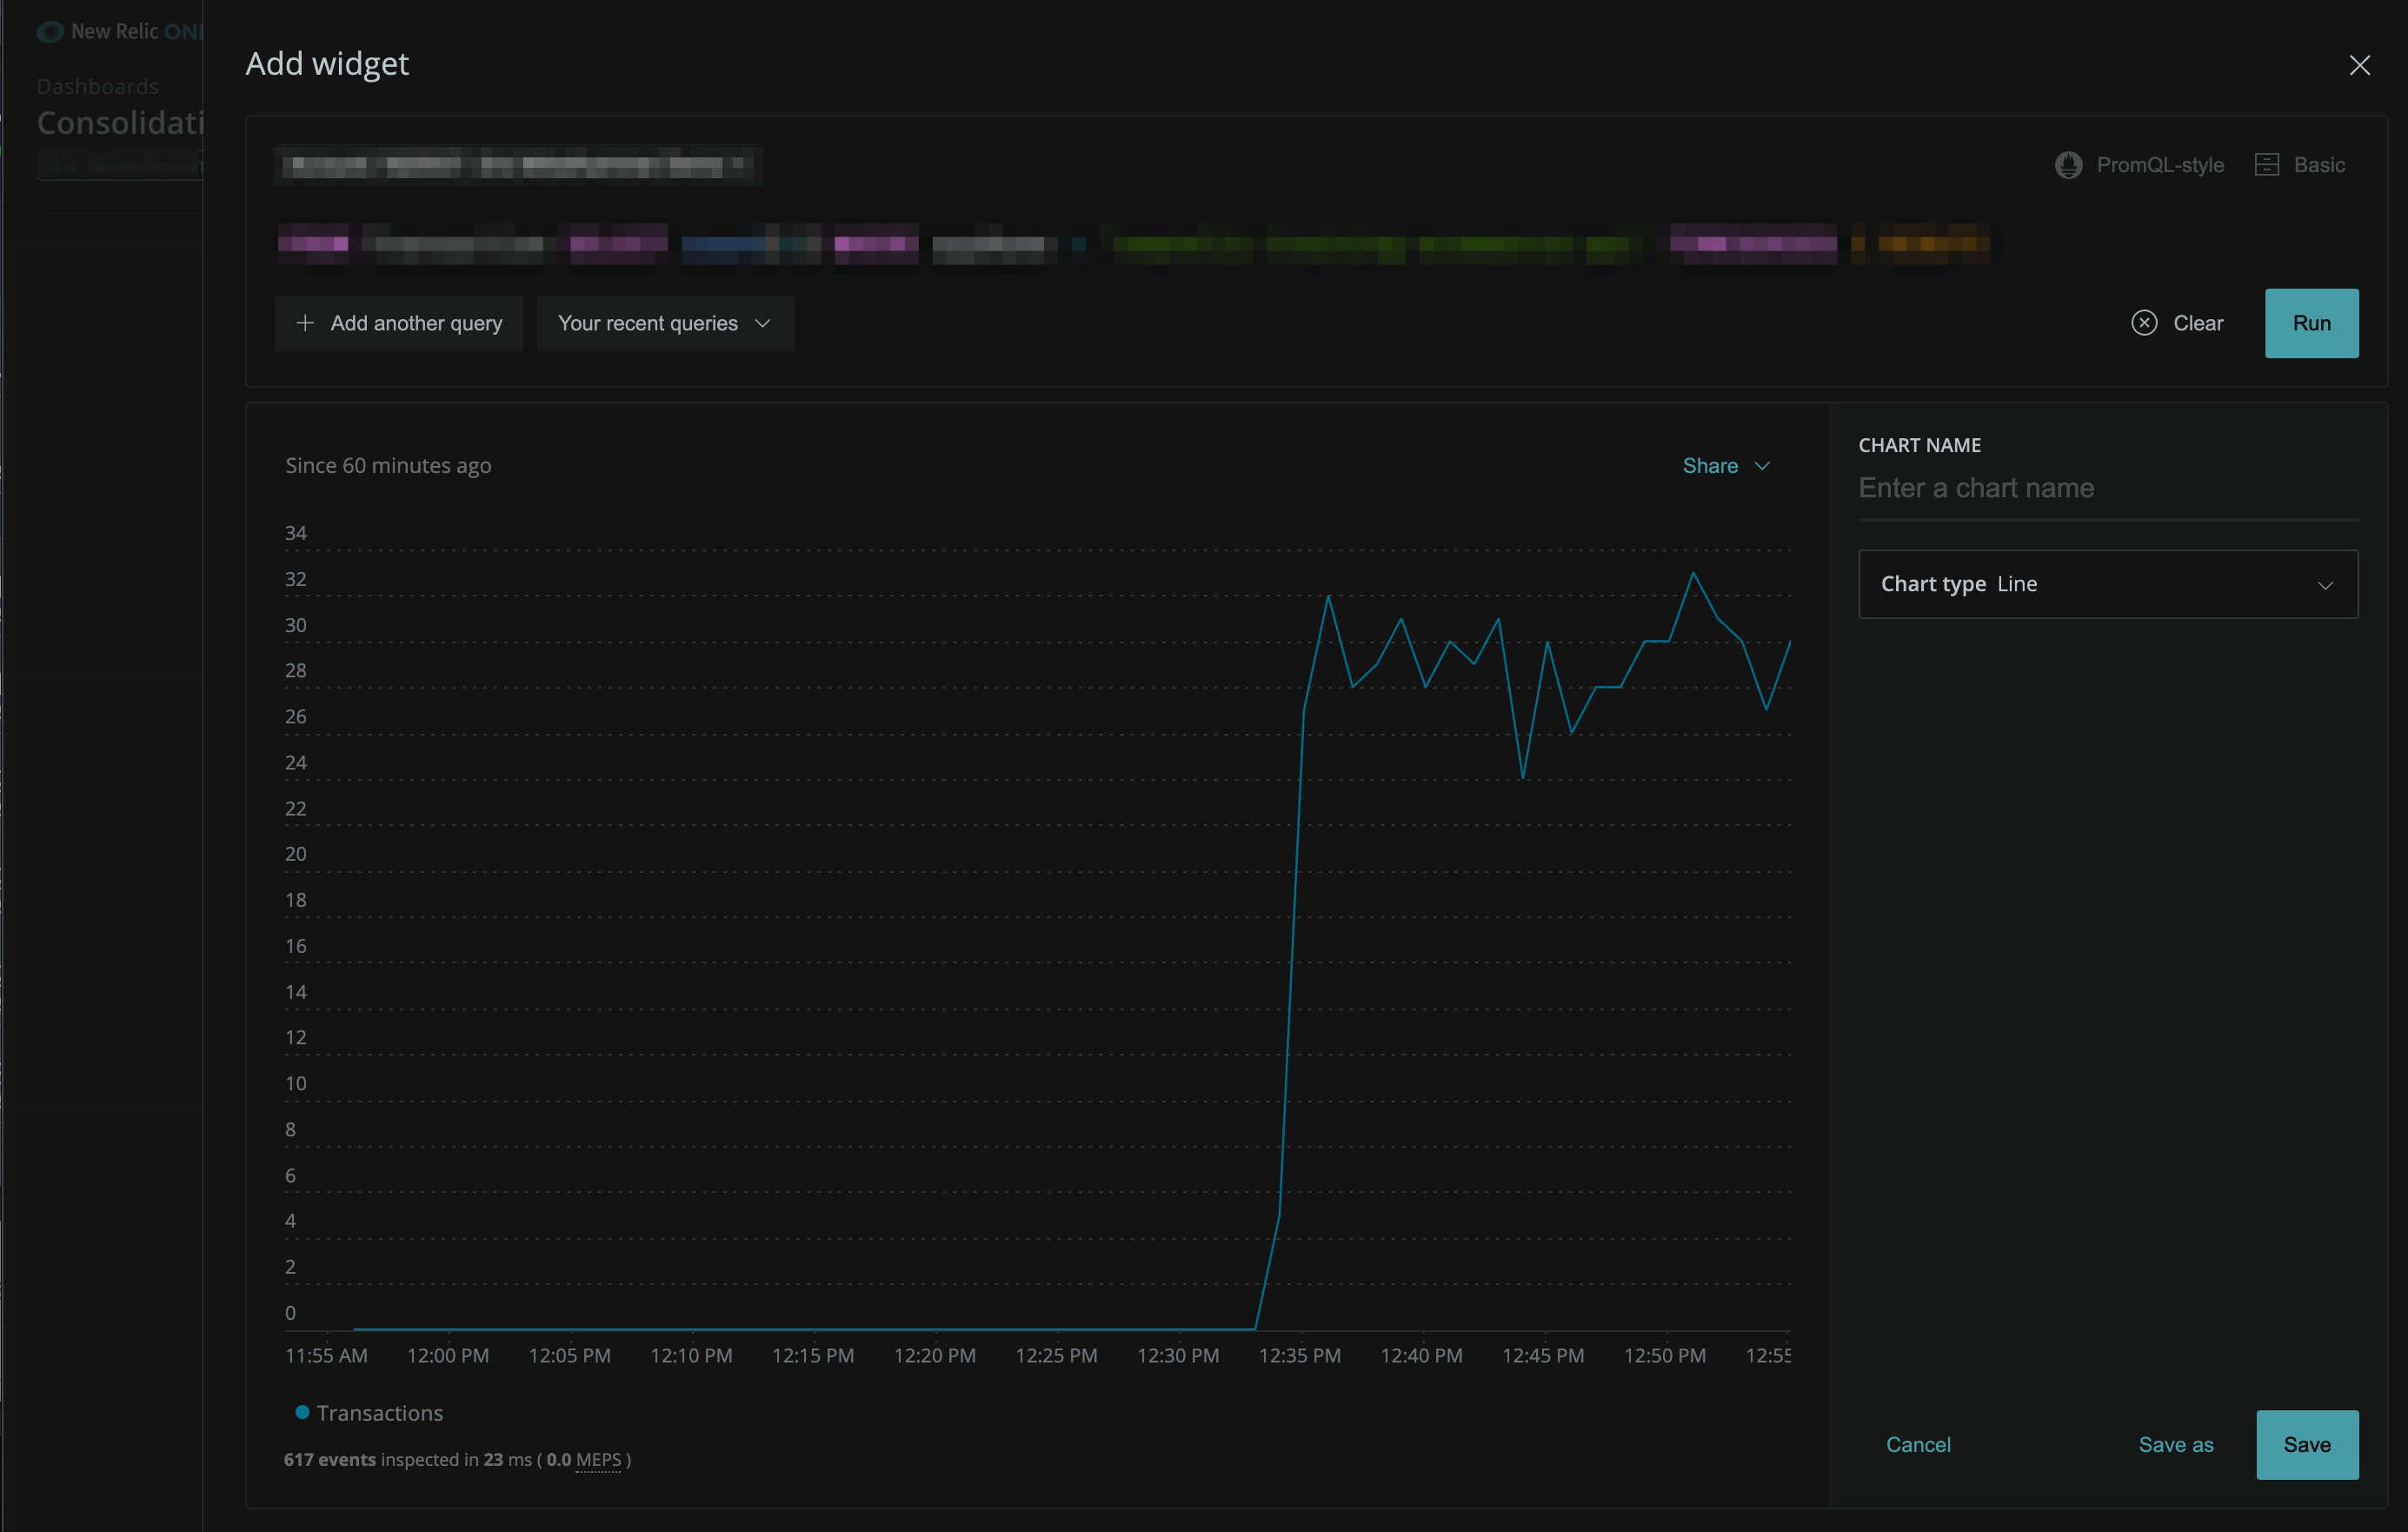 New Relic ONE
Dashboards
Consolidati
Add widget
PromQL-style
Basic
Add another query
Your recent queries
Clear
Run
Since 60 minutes ago
Share
34
32
30
28
26
24
22
20
18
16
14
12
10
8
6
4
2
0
11:55 AM 12:00 PM 12:05 PM 12:10 PM 12:15 PM 12:20 PM 12:25 PM 12:30 PM 12:35 PM 12:40 PM 12:45 PM 12:50 PM 12:55
Transactions
617 events inspected in 23 ms ( 0.0 MEPS )
CHART NAME
Enter a chart name
Chart type Line
Cancel
Save as
Save